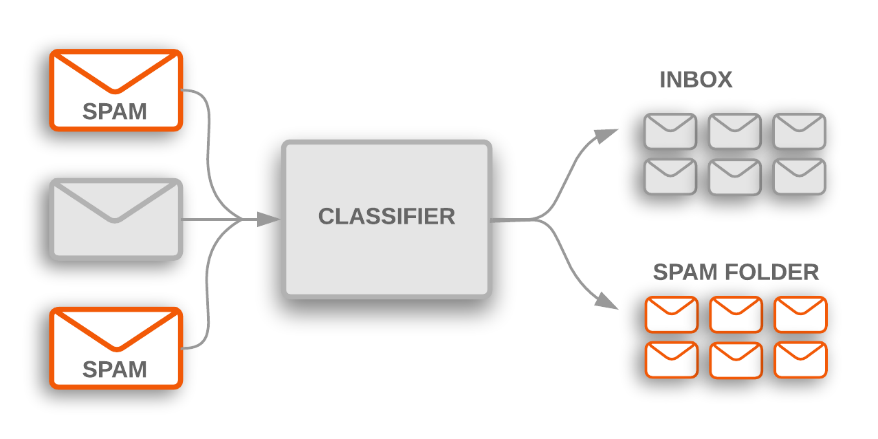 SPAM
SPAM
CLASSIFIER
INBOX
SPAM FOLDER